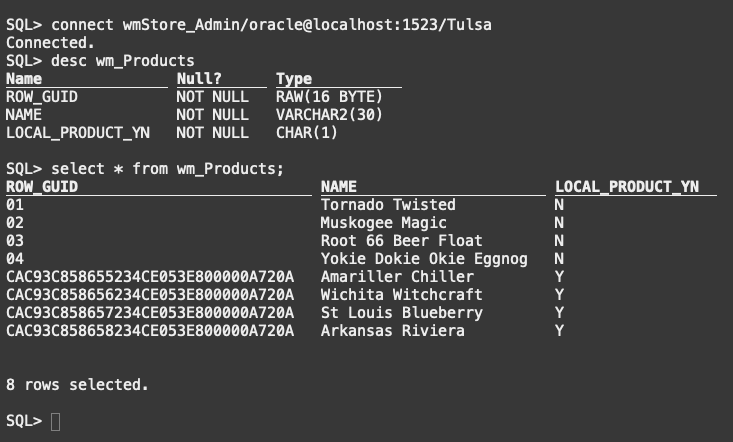 SQL> connect wmStore_Admin/oracle@localhost:1523/Tulsa
Connected.
SQL> desc wm_Products
Name Null? Type
ROW_GUID NOT NULL RAW(16 BYTE)
NAME NOT NULL VARCHAR2(30)
LOCAL_PRODUCT_YN NOT NULL CHAR(1)
SQL> select * from wm_Products;
ROW_GUID NAME LOCAL_PRODUCT_YN
01 Tornado Twisted N
02 Muskogee Magic N
03 Root 66 Beer Float N
04 Yokie Dokie Okie Eggnog N
CAC93C858655234CE053E800000A720A Amariller Chiller Y
CAC93C858656234CE053E800000A720A Wichita Witchcraft Y
CAC93C858657234CE053E800000A720A St Louis Blueberry Y
CAC93C858658234CE053E800000A720A Arkansas Riviera Y
8 rows selected.
SQL>